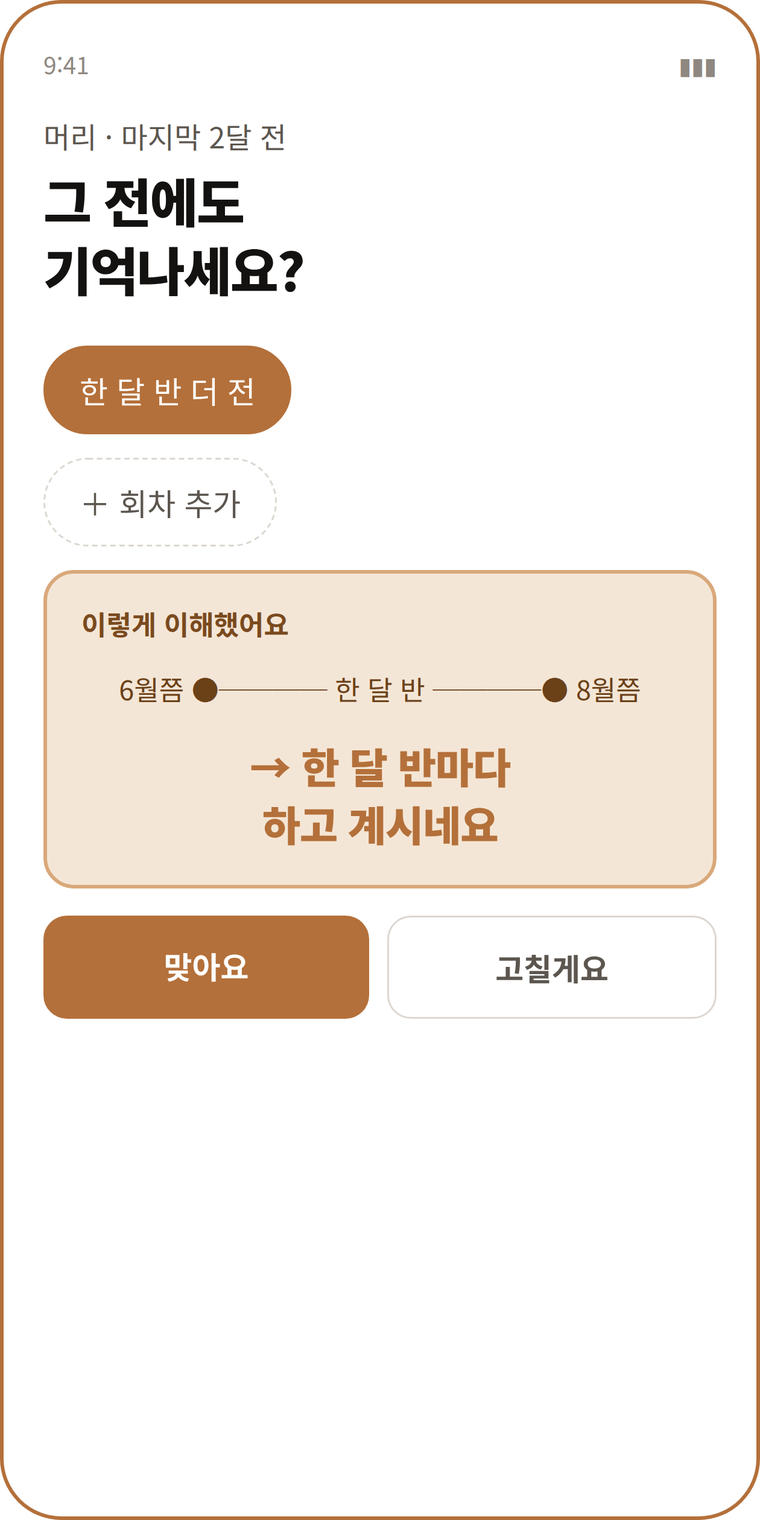 9:41
머리 · 마지막 2달 전
그 전에도
기억나세요?
한 달 반 더 전
+ 회차 추가
이렇게 이해했어요
6월쯤 한 달 반 8월쯤
→ 한 달 반마다
하고 계시네요
맞아요 고칠게요